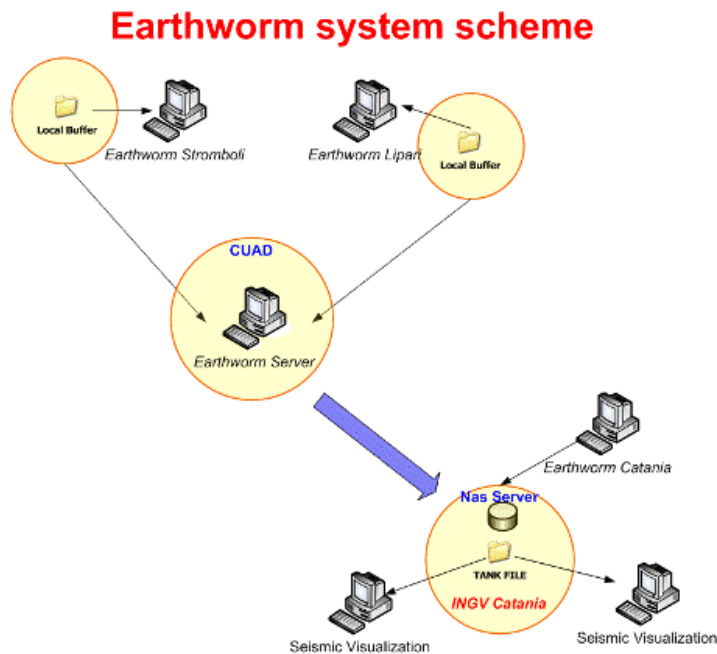 Earthworm system scheme
Local Buffer
Earthworm Stromboli
Earthworm Lipari
Local Buffer
CUAD
Earthworm Server
Earthworm Catania
Nas Server
TANK FILE
INGV Catania
Seismic Visualization
Seismic Visualization